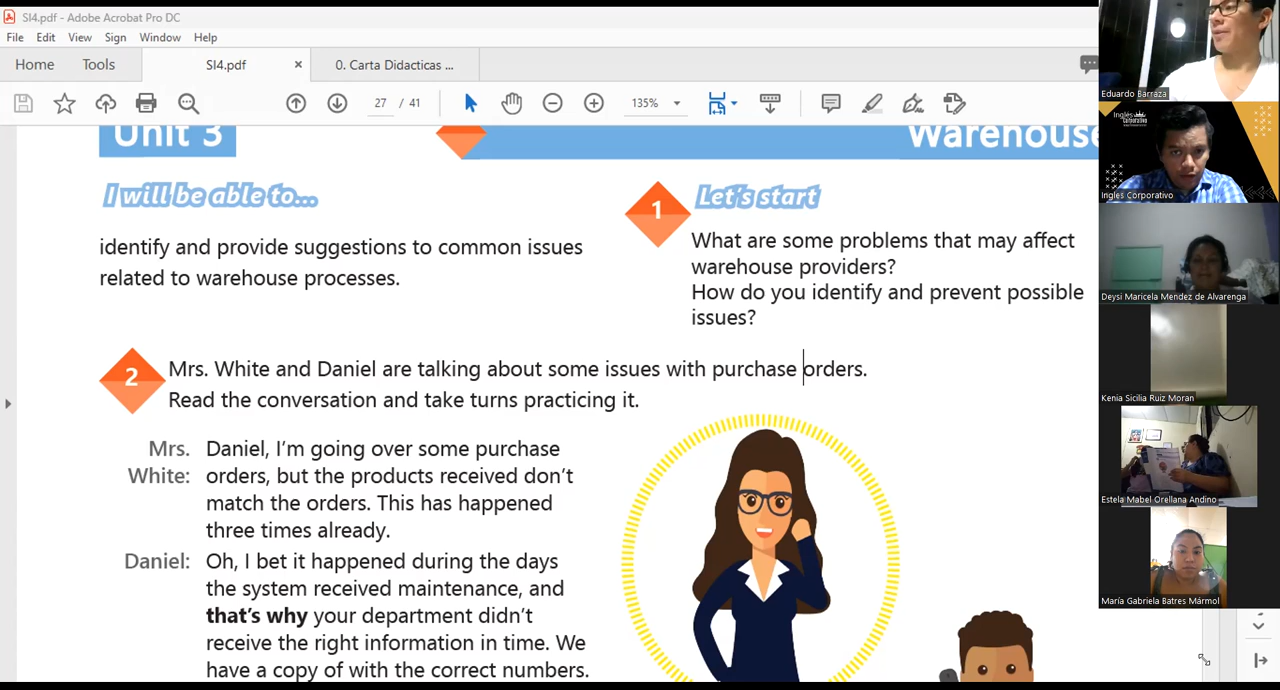 SI4.pdf - Adobe Acrobat Pro DC
File Edit View Sign Window Help
Home Tools SI4.pdf × 0. Carta Didacticas ...
27 / 41 135%
Unit 3 Warehouse
I will be able to...
identify and provide suggestions to common issues
related to warehouse processes.
1 Let's start
What are some problems that may affect
warehouse providers?
How do you identify and prevent possible
issues?
2 Mrs. White and Daniel are talking about some issues with purchase orders.
Read the conversation and take turns practicing it.
Mrs. Daniel, I'm going over some purchase
White: orders, but the products received don't
match the orders. This has happened
three times already.
Daniel: Oh, I bet it happened during the days
the system received maintenance, and
that's why your department didn't
receive the right information in time. We
have a copy of with the correct numbers.
Eduardo Barraza
Inglés
Corporativo
Ingles Corporativo
Deysi Maricela Mendez de Alvarenga
Kenia Sicilia Ruiz Moran
Estela Mabel Orellana Andino
María Gabriela Batres Mármol